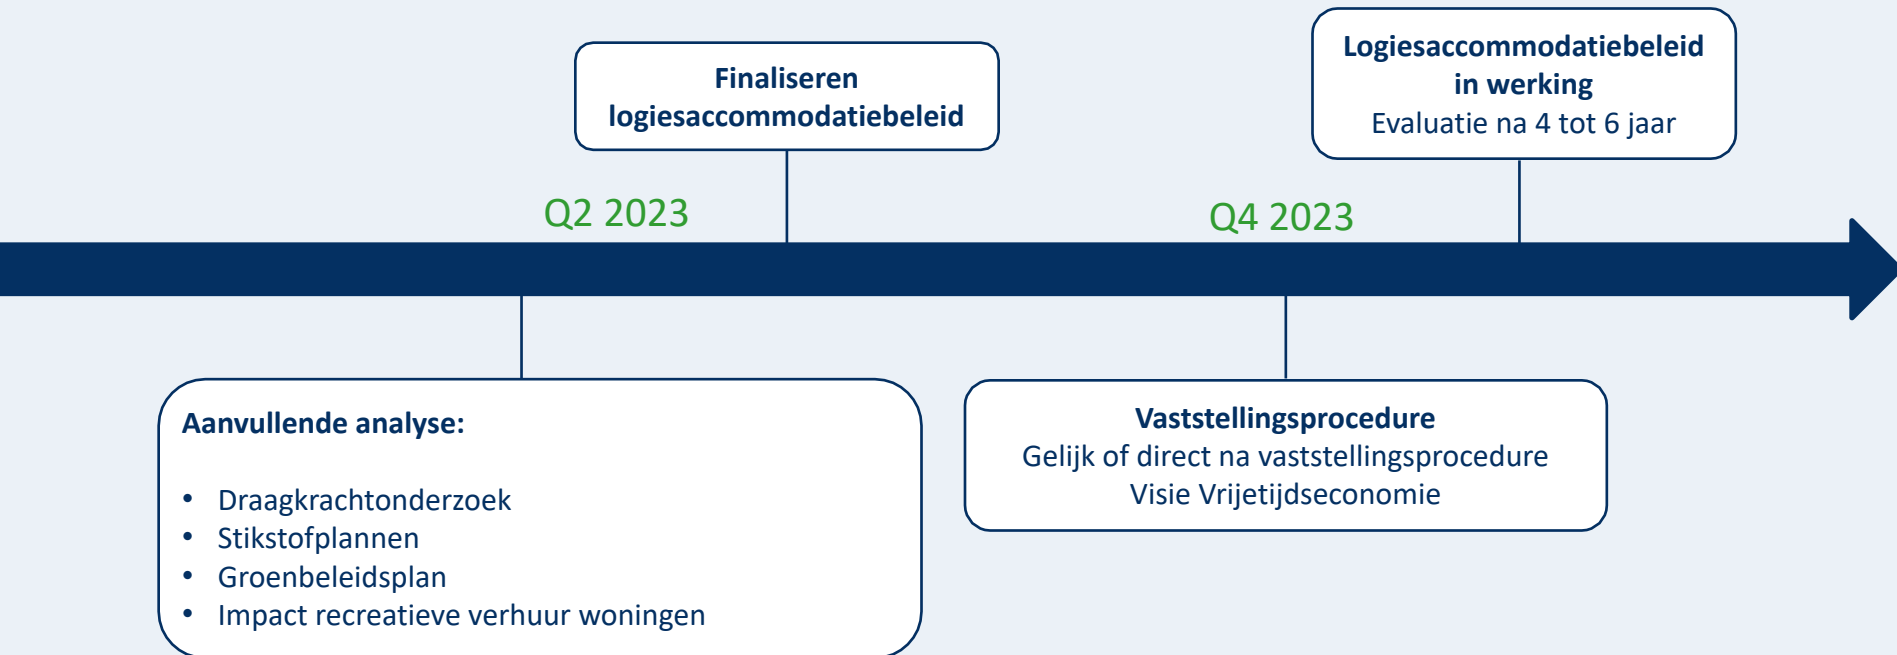 Finaliseren
logiesaccommodatiebeleid
Logiesaccommodatiebeleid
in werking
Evaluatie na 4 tot 6 jaar
Q2 2023
Q4 2023
Aanvullende analyse:
• Draagkrachtonderzoek
• Stikstofplannen
• Groenbeleidsplan
• Impact recreatieve verhuur woningen
Vaststellingsprocedure
Gelijk of direct na vaststellingsprocedure
Visie Vrijetijdseconomie